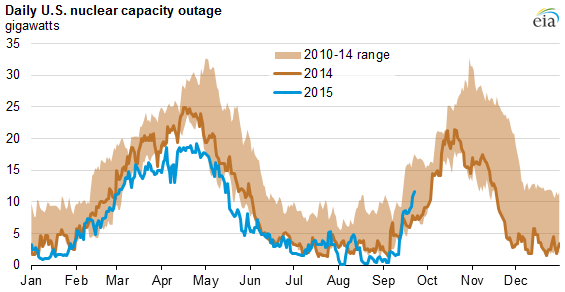 Daily U.S. nuclear capacity outage
gigawatts
eia
35
30
25
20
15
10
5
0
2010-14 range
2014
2015
Jan Feb Mar Apr May Jun Jul Aug Sep Oct Nov Dec